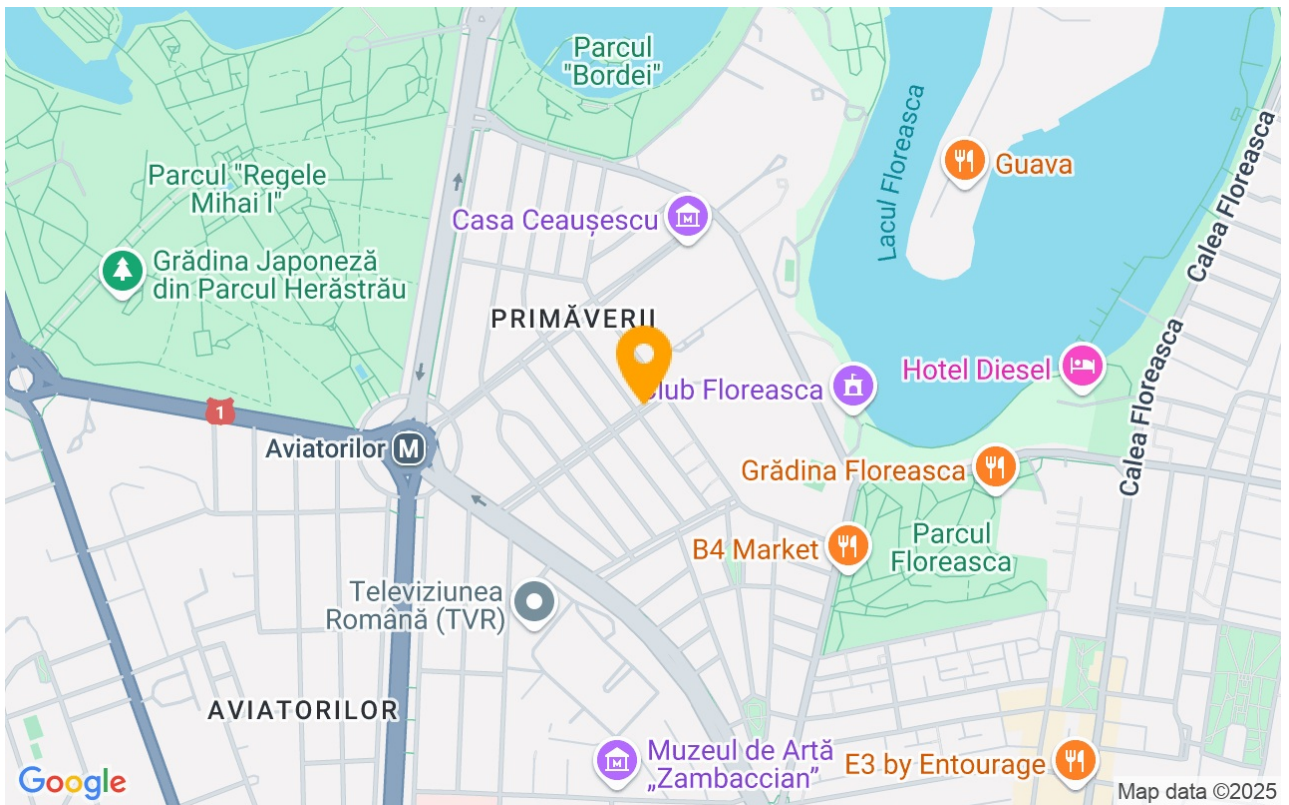 Parcul
"Bordei"
Guava
Lacul Floreasca
Calea Floreasca
Parcul "Regele
Mihai I"
Casa Ceaușescu
Grădina Japoneză
din Parcul Herăstrău
PRIMĂVERII
Calea Floreasca
Hotel Diesel
lub Floreasca
1
Aviatorilor
M
Grădina Floreasca
B4 Market
Parcul
Floreasca
Televiziunea
Română (TVR)
AVIATORILOR
Muzeul de Artă
„Zambaccian”
E3 by Entourage
Google
Map data ©2025